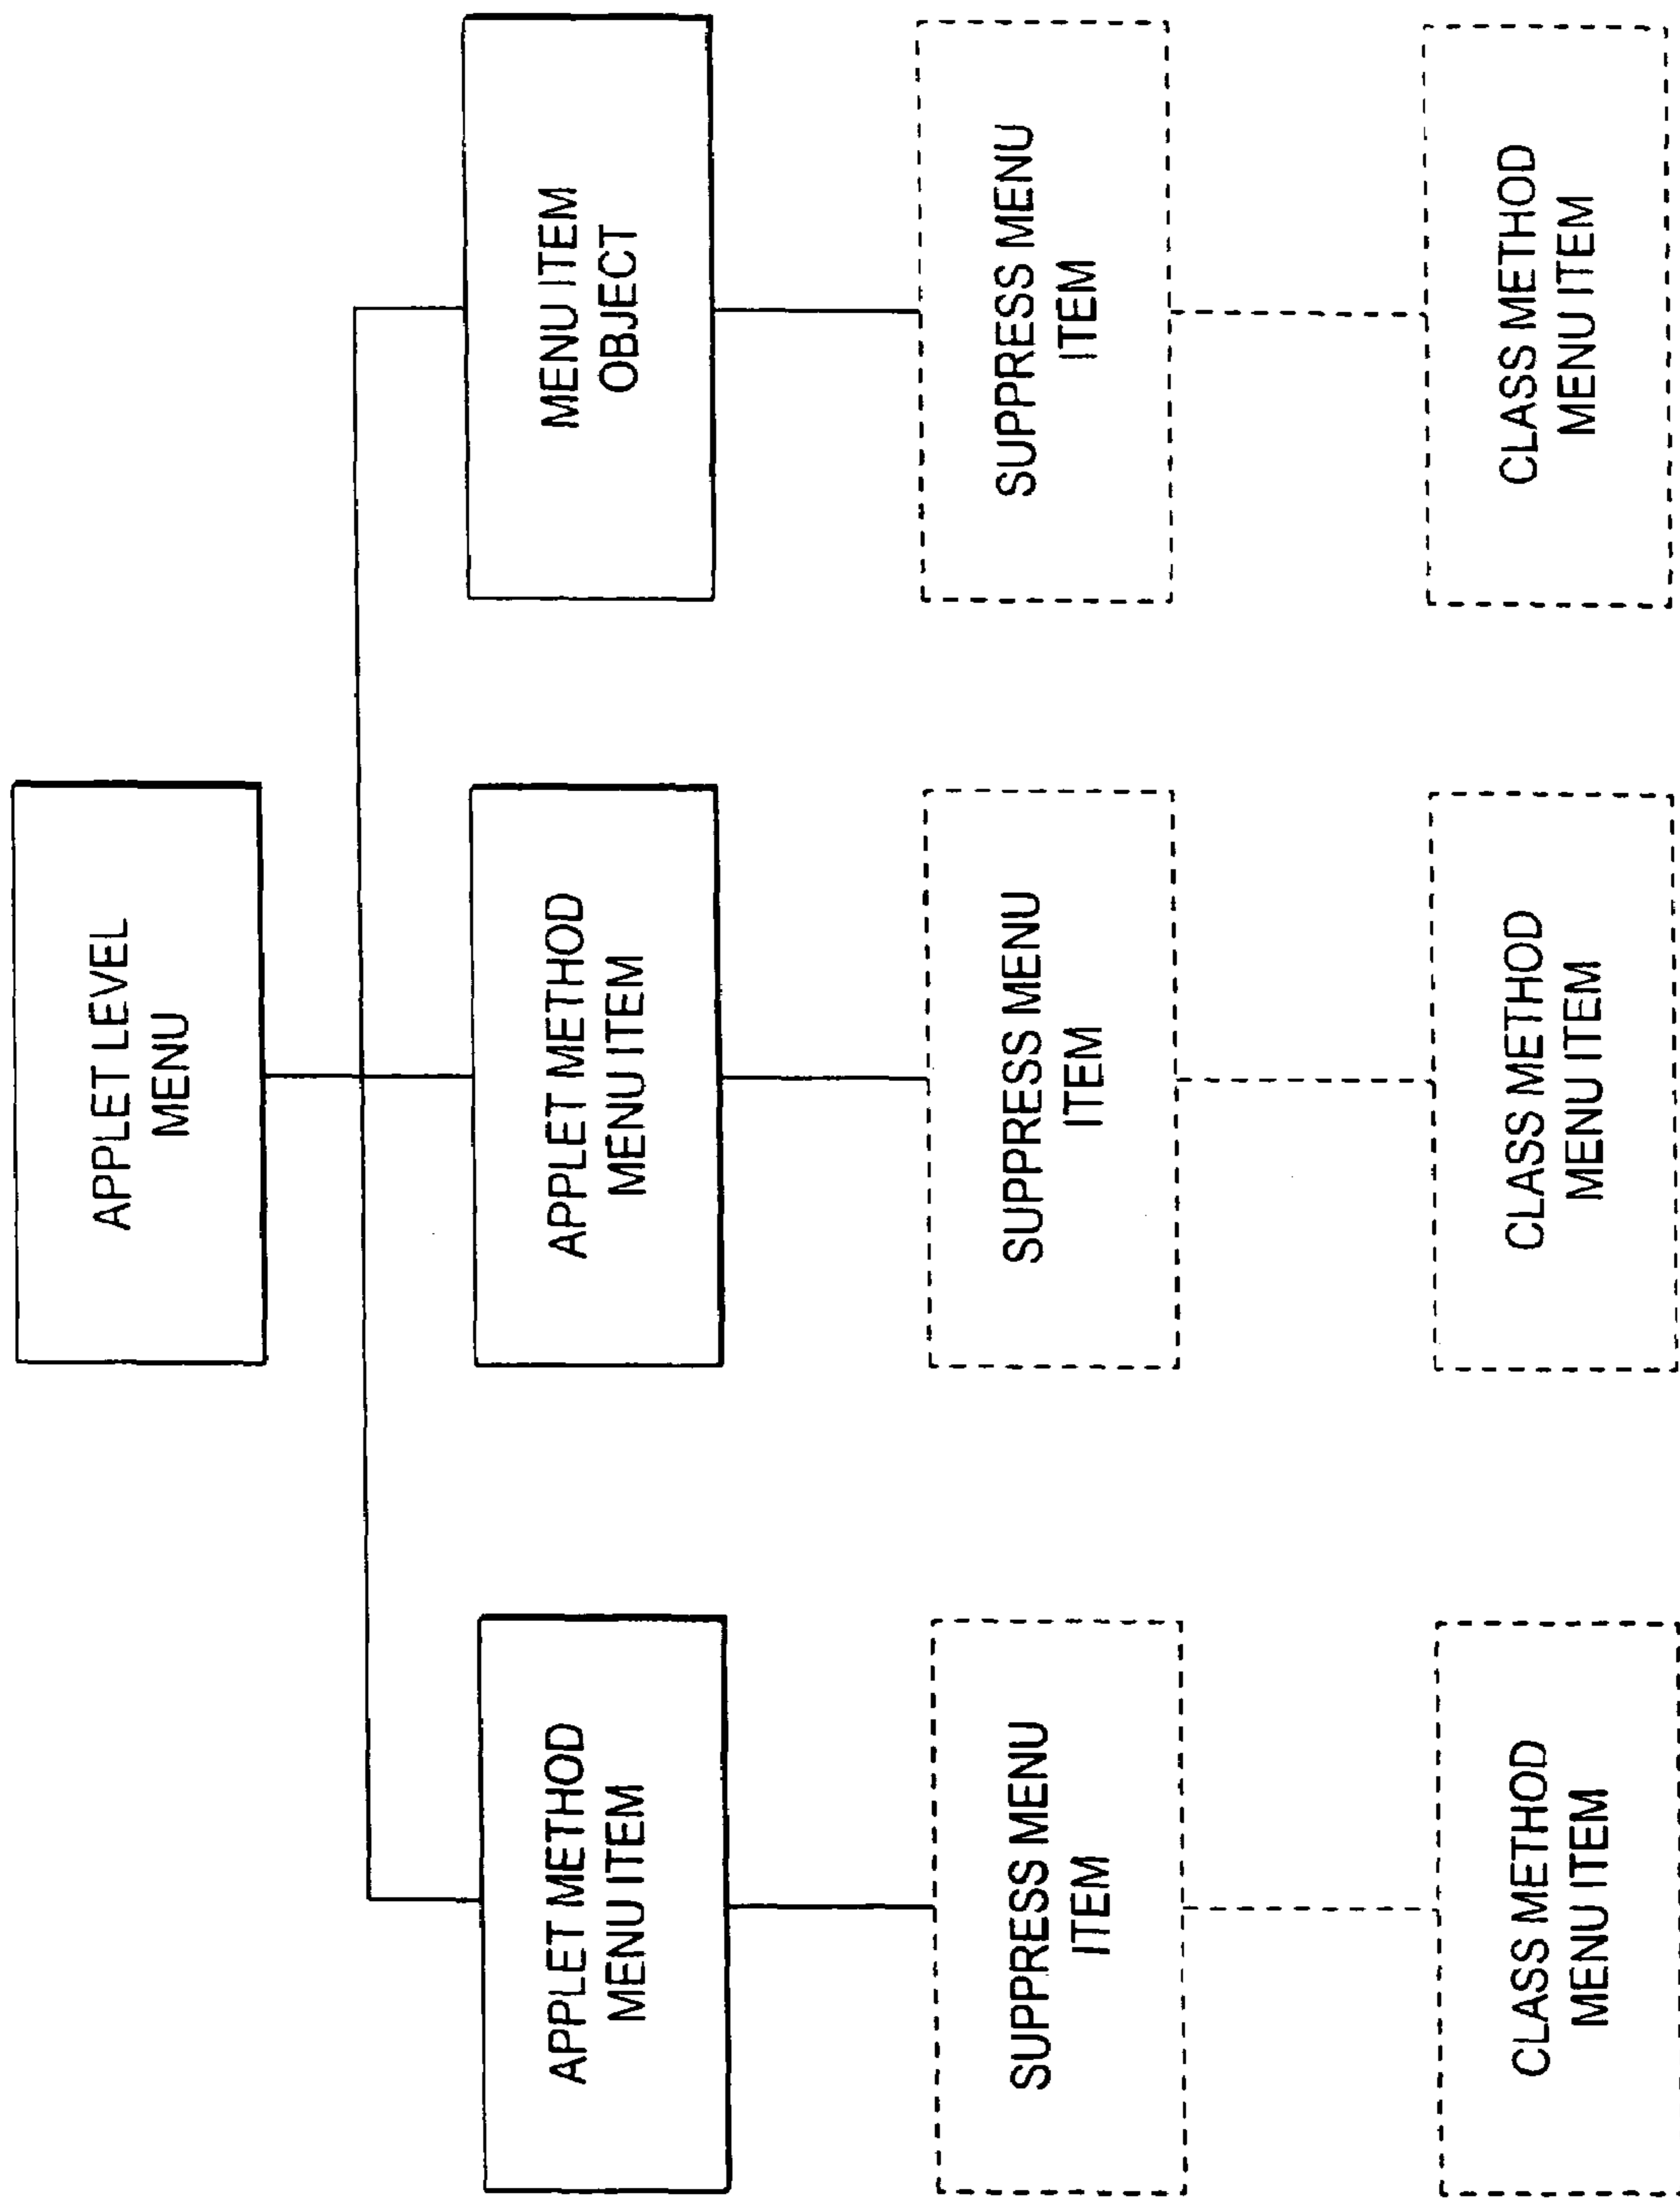 APPLET LEVEL
MENU
APPLET METHOD
MENU ITEM
APPLET METHOD
MENU ITEM
MENU ITEM
OBJECT
SUPPRESS MENU
ITEM
SUPPRESS MENU
ITEM
SUPPRESS MENU
ITEM
CLASS METHOD
MENU ITEM
CLASS METHOD
MENU ITEM
CLASS METHOD
MENU ITEM